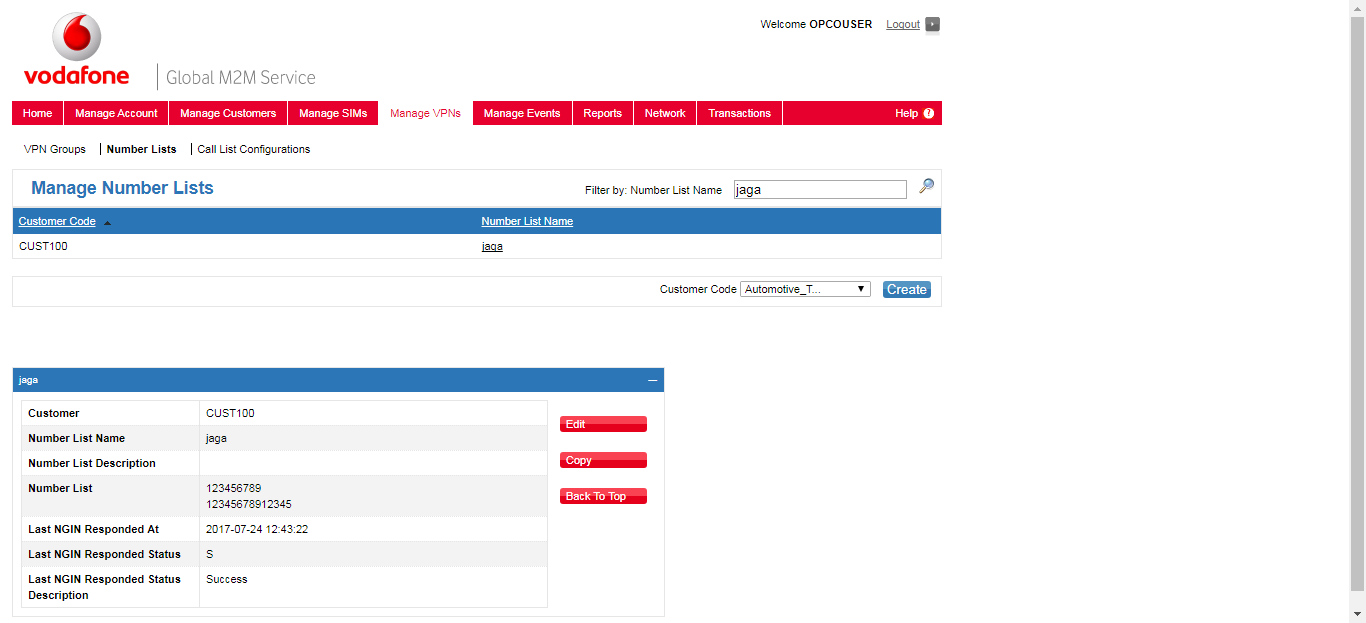 Welcome OPCOUSER Logout
vodafone Global M2M Service
Home Manage Account Manage Customers Manage SIMs Manage VPNs Manage Events Reports Network Transactions Help ?
VPN Groups Number Lists Call List Configurations
Manage Number Lists Filter by: Number List Name jaga
Customer Code Number List Name
CUST100 jaga
Customer Code Automotive_T... Create
jaga
Customer CUST100
Edit
Number List Name jaga
Number List Description
Copy
Number List 123456789
12345678912345
Back To Top
Last NGIN Responded At 2017-07-24 12:43:22
Last NGIN Responded Status S
Last NGIN Responded Status Success
Description